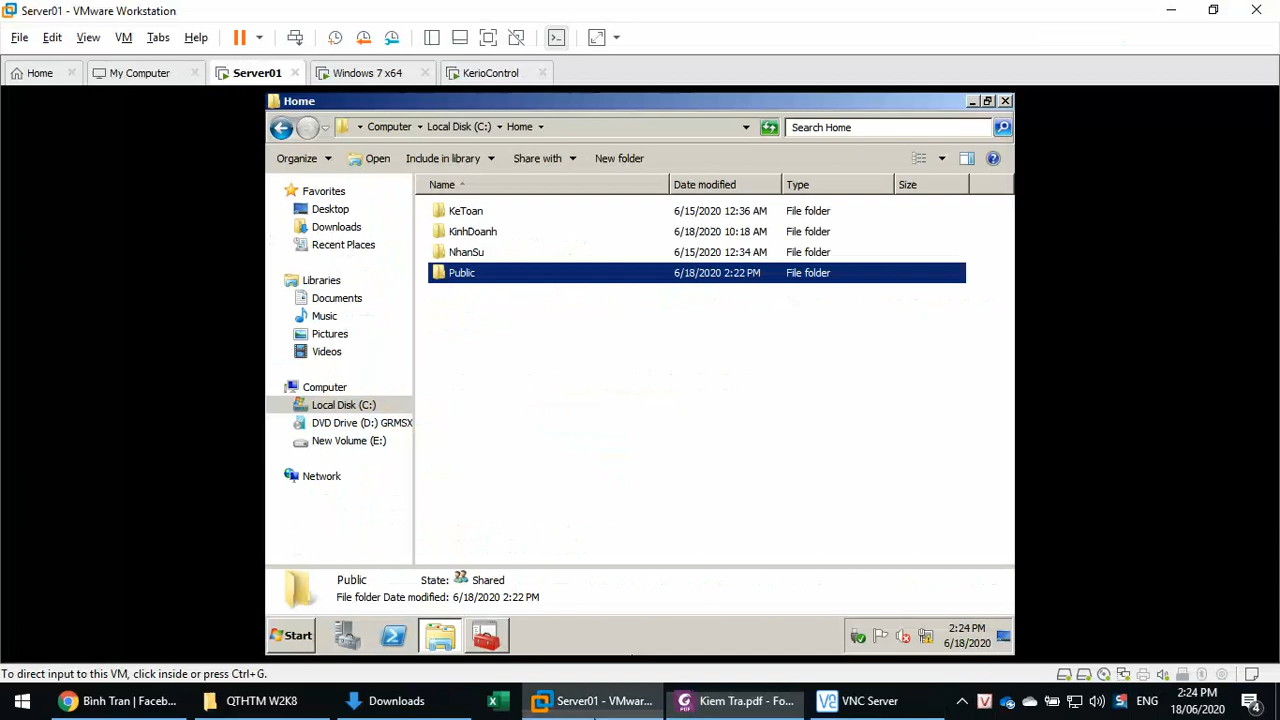 Server01 - VMware Workstation
File Edit View VM Tabs Help
Home My Computer Server01 Windows 7 x64 KerioControl
Home
Computer Local Disk (C:) Home Search Home
Organize Open Include in library Share with New folder
Name Date modified Type Size
Favorites
Desktop
Downloads
Recent Places
Libraries
Documents
Music
Pictures
Videos
Computer
Local Disk (C:)
DVD Drive (D:) GRMSX
New Volume (E:)
Network
KeToan 6/15/2020 12:36 AM File folder
KinhDoanh 6/18/2020 10:18 AM File folder
NhanSu 6/15/2020 12:34 AM File folder
Public 6/18/2020 2:22 PM File folder
Public State: Shared
File folder Date modified: 6/18/2020 2:22 PM
Start 2:24 PM
6/18/2020
To direct input to this VM, click inside or press Ctrl+G.
Bình Tran | Faceb... QTHTM W2K8 Downloads Server01 - VMwar... Kiem Tra.pdf - Fo... VNC Server ENG 2:24 PM
18/06/2020 4